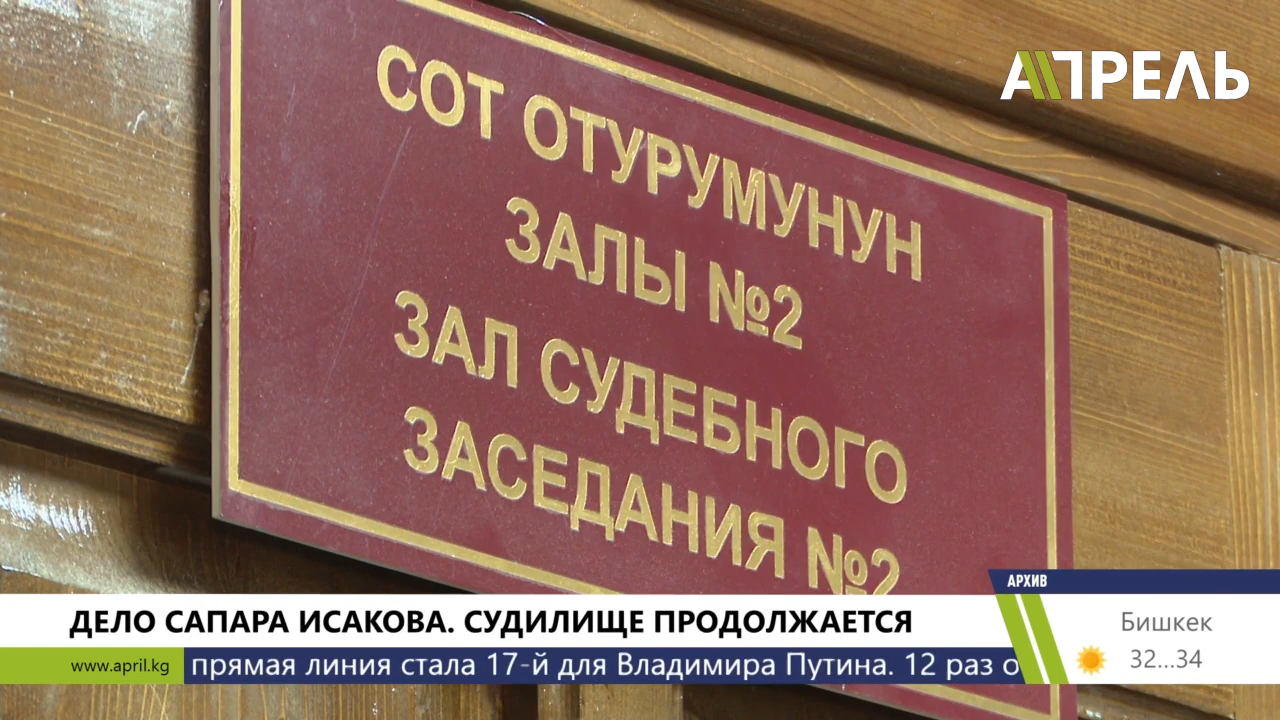 АПРЕЛЬ
СОТ ОТУРУМУНУН
ЗАЛЫ №2
ЗАЛ СУДЕБНОГО
ЗАСЕДАНИЯ №2
АРХИВ
ДЕЛО САПАРА ИСАКОВА. СУДИЛИЩЕ ПРОДОЛЖАЕТСЯ
Бишкек
32...34
www.april.kg
прямая линия стала 17-й для Владимира Путина. 12 раз о